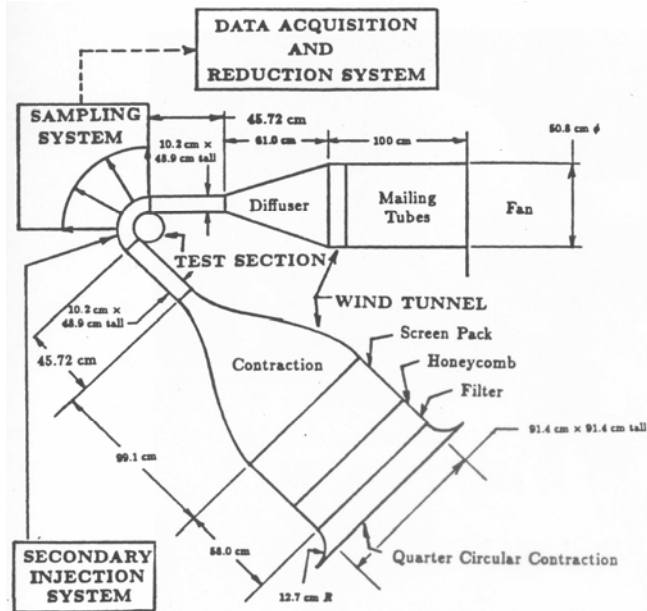 DATA ACQUISITION
AND
REDUCTION SYSTEM
SAMPLING
SYSTEM
45.72 cm
10.2 cm ×
48.9 cm tall
61.0 cm
100 cm
50.8 cm ϕ
Diffuser
Mailing
Tubes
Fan
TEST SECTION
WIND TUNNEL
10.2 cm ×
48.9 cm tall
45.72 cm
Screen Pack
Honeycomb
Filter
Contraction
91.4 cm × 91.4 cm tall
99.1 cm
58.0 cm
SECONDARY
INJECTION
SYSTEM
12.7 cm R
Quarter Circular Contraction